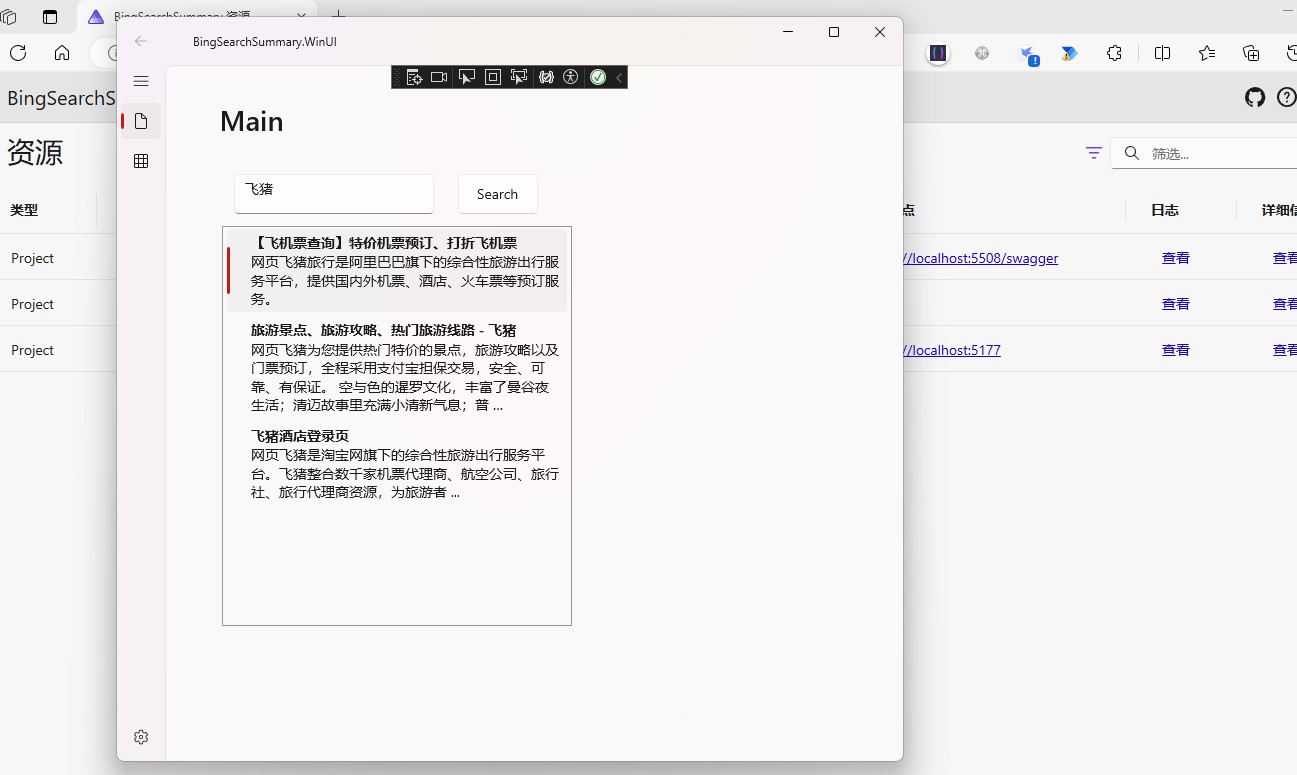 BingSearchSummary 资源
BingSearchSummary.WinUI
BingSearchS
资源
筛选...
类型
点
日志
详细信
Project
//localhost:5508/swagger
查看
查看
Project
查看
查看
Project
//localhost:5177
查看
查看
Main
飞猪
Search
【飞机票查询】特价机票预订、打折飞机票
网页飞猪旅行是阿里巴巴旗下的综合性旅游出行服
务平台，提供国内外机票、酒店、火车票等预订服
务。
旅游景点、旅游攻略、热门旅游线路 - 飞猪
网页飞猪为您提供热门特价的景点，旅游攻略以及
门票预订，全程采用支付宝担保交易，安全、可
靠、有保证。 空与色的暹罗文化，丰富了曼谷夜
生活；清迈故事里充满小清新气息；普 ...
飞猪酒店登录页
网页飞猪是淘宝网旗下的综合性旅游出行服务平
台。飞猪整合数千家机票代理商、航空公司、旅行
社、旅行代理商资源，为旅游者 ...